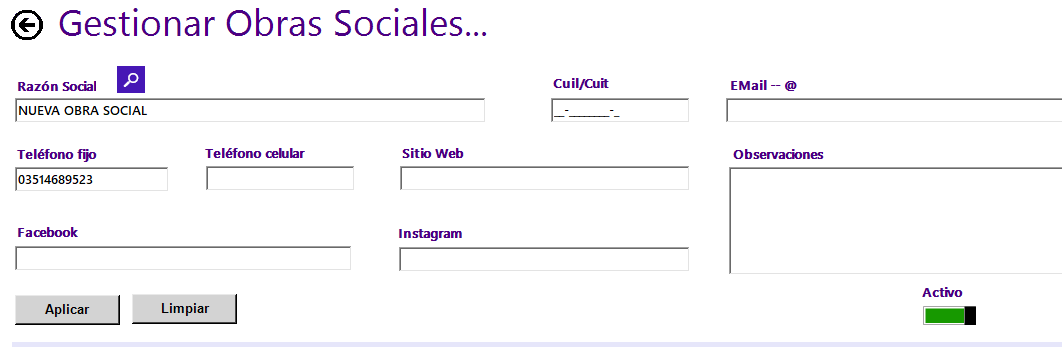 Gestionar Obras Sociales...
Razón Social
Cuil/Cuit
EMail -- @
NUEVA OBRA SOCIAL
__-________-_
Teléfono fijo
Teléfono celular
Sitio Web
Observaciones
03514689523
Facebook
Instagram
Activo
Aplicar
Limpiar